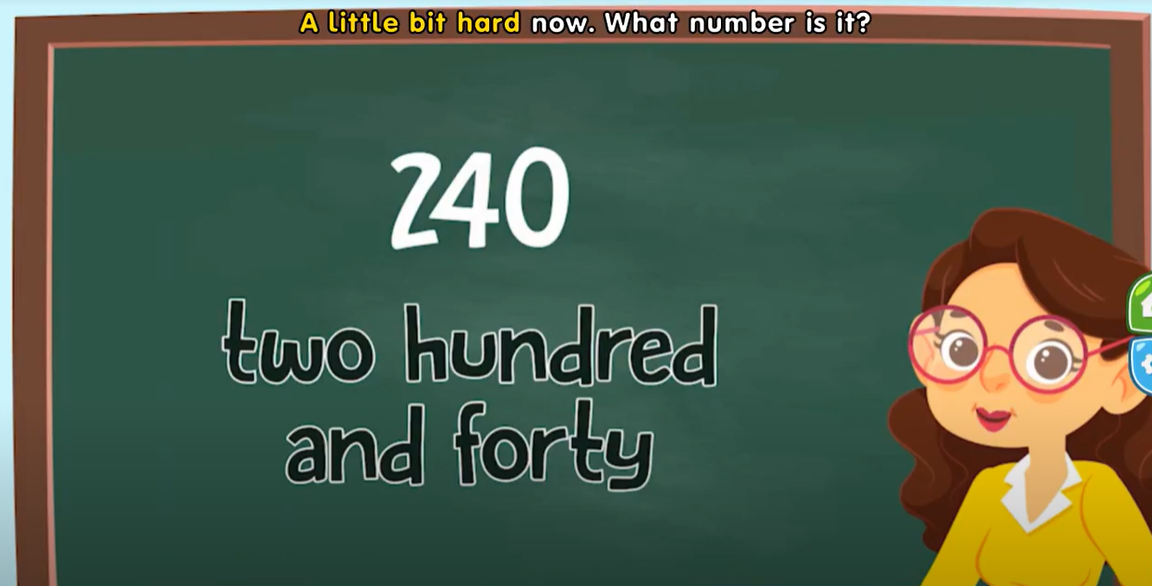 A little bit hard now. What number is it?
240
two hundred
and forty